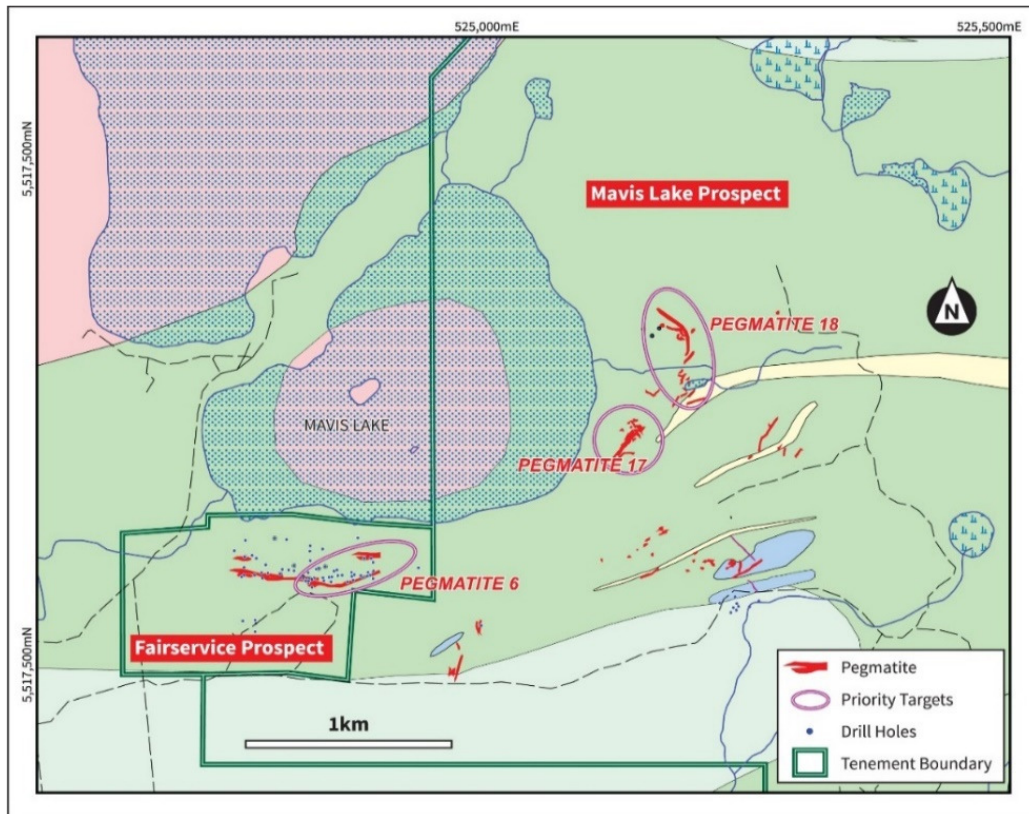 525,000mE
525,500mE
5,517,500mN
Mavis Lake Prospect
N
PEGMATITE 18
MAVIS LAKE
PEGMATITE 17
PEGMATITE 6
5,517,500mN
Fairservice Prospect
1km
Pegmatite
Priority Targets
Drill Holes
Tenement Boundary